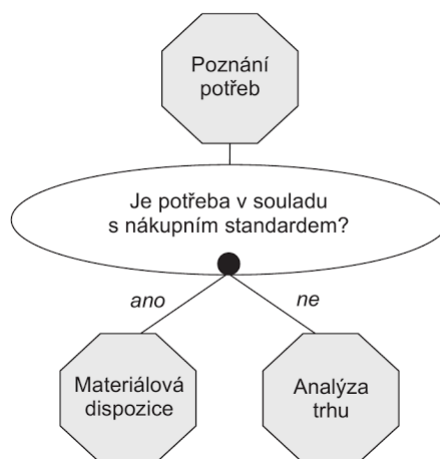 Poznání
potřeb
Je potřeba v souladu
s nákupním standardem?
ano
ne
Materiálová
dispozice
Analýza
trhu